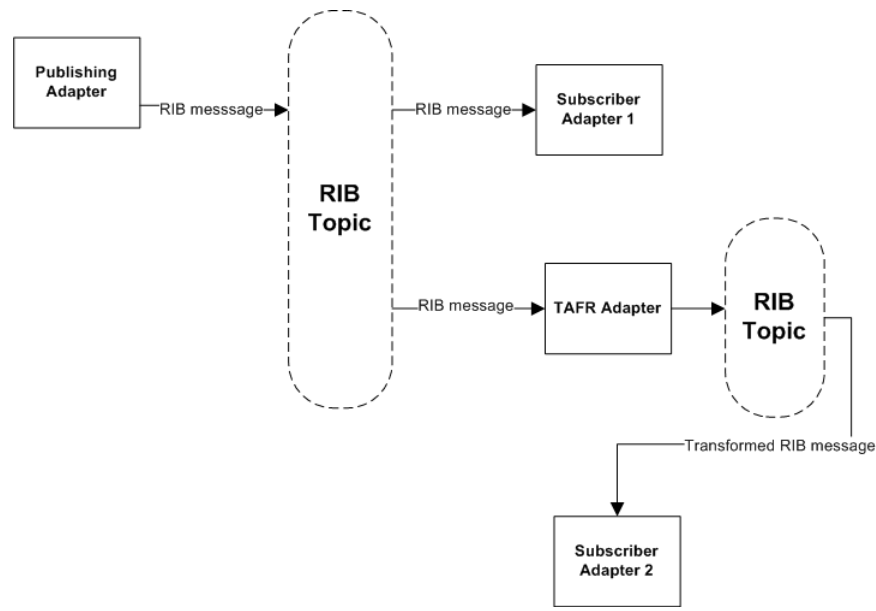 Publishing
Adapter
RIB messsage
RIB
Topic
RIB message
Subscriber
Adapter 1
RIB message
TAFR Adapter
RIB
Topic
Transformed RIB message
Subscriber
Adapter 2